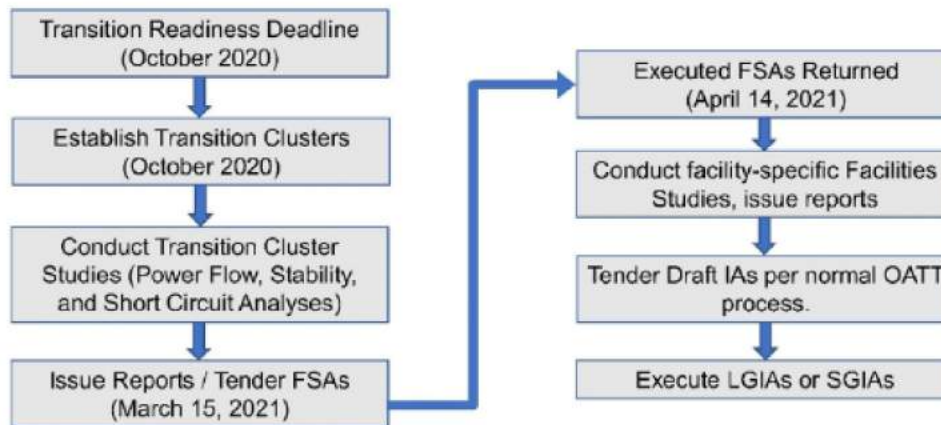 Transition Readiness Deadline
(October 2020)
Establish Transition Clusters
(October 2020)
Conduct Transition Cluster
Studies (Power Flow, Stability,
and Short Circuit Analyses)
Issue Reports / Tender FSAs
(March 15, 2021)
Executed FSAs Returned
(April 14, 2021)
Conduct facility-specific Facilities
Studies, issue reports
Tender Draft IAs per normal OATT
process.
Execute LGIAs or SGIAs